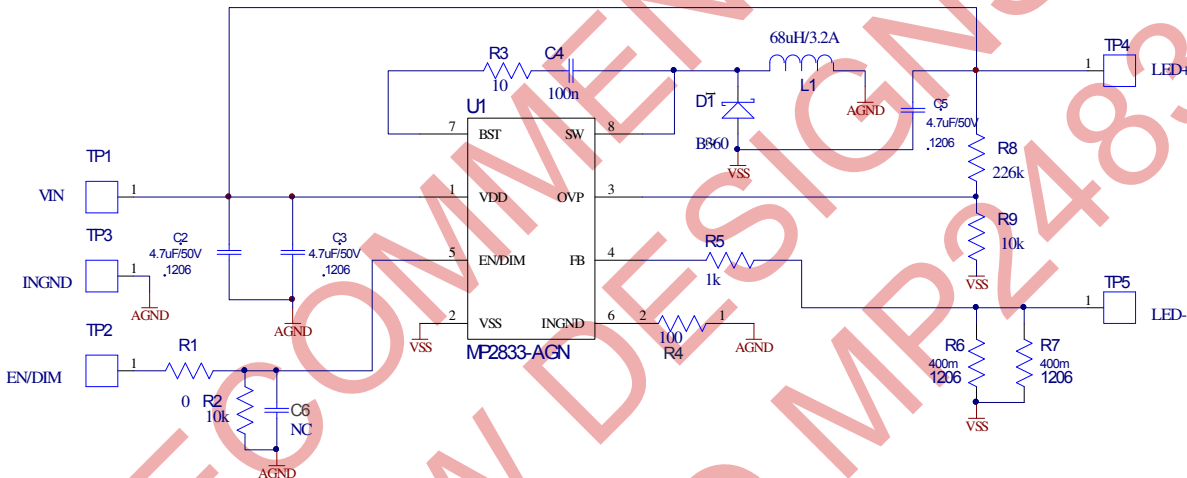 68uH/3.2A
TP4
1
LED+
R3
10
C4
100n
L1
AGND
D1
B360
VSS
C5
4.7uF/50V
.1206
U1
7
BST
SW
8
R8
226k
TP1
VIN
1
1
VDD
OVP
3
R9
10k
VSS
TP3
INGND
1
AGND
C2
4.7uF/50V
.1206
C3
4.7uF/50V
.1206
AGND
5
EN/DIM
FB
4
R5
1k
TP5
1
LED-
2
VSS
VSS
INGND
6
2
100
R4
1
AGND
MP2833-AGN
R6
400m
1206
R7
400m
1206
VSS
TP2
EN/DIM
1
R1
0
R2
10k
C6
NC
AGND
ECOMMEN
W DESIGNS
O MP2483